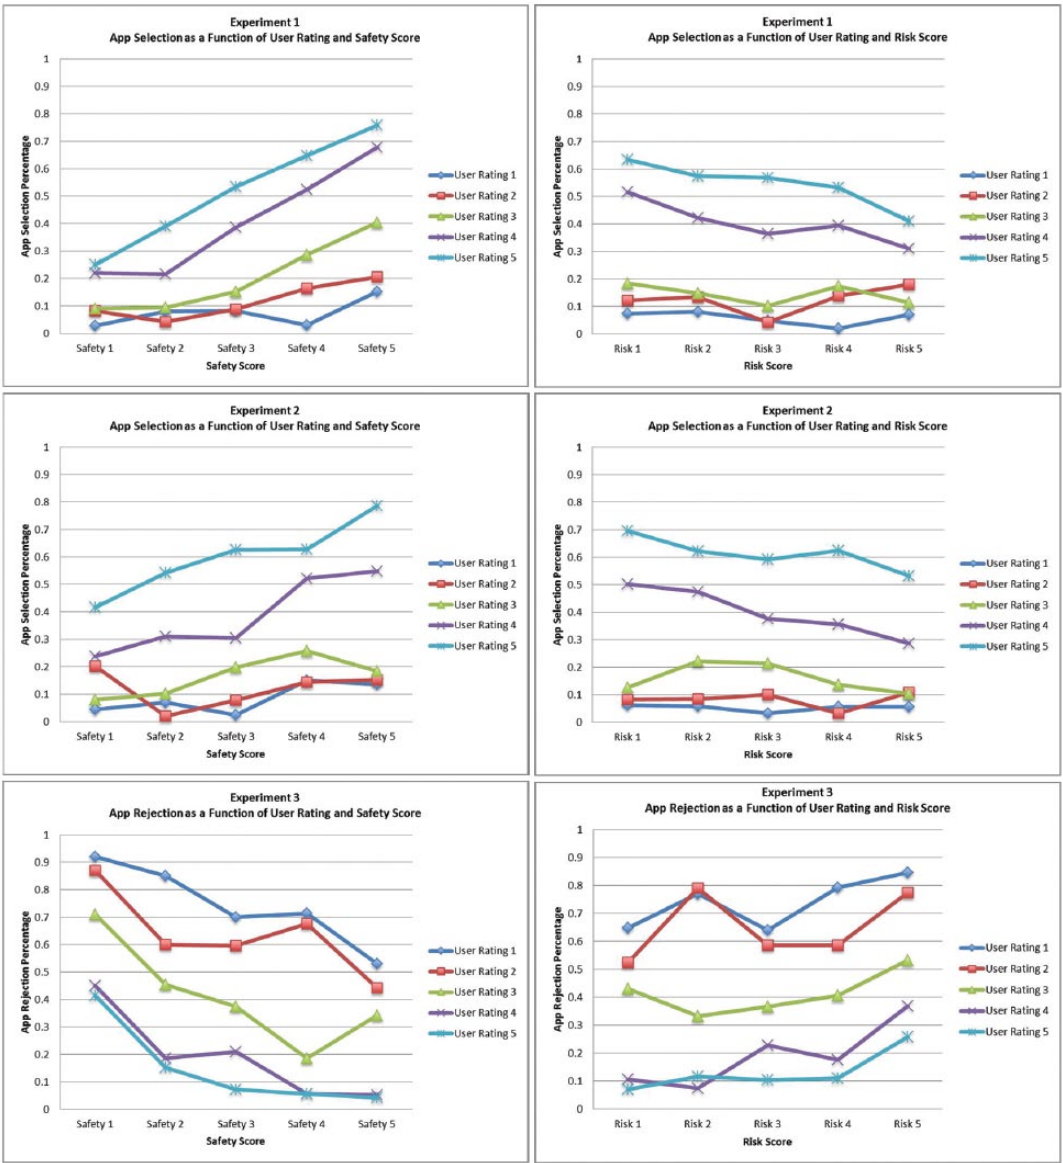 Experiment 1
App Selection as a Function of User Rating and Safety Score
1
0.9
0.8
0.7
0.6
0.5
0.4
0.3
0.2
0.1
0
App Selection Percentage
Safety 1 Safety 2 Safety 3 Safety 4 Safety 5
Safety Score
User Rating 1
User Rating 2
User Rating 3
User Rating 4
User Rating 5
Experiment 1
App Selection as a Function of User Rating and Risk Score
1
0.9
0.8
0.7
0.6
0.5
0.4
0.3
0.2
0.1
0
App Selection Percentage
Risk 1 Risk 2 Risk 3 Risk 4 Risk 5
Risk Score
User Rating 1
User Rating 2
User Rating 3
User Rating 4
User Rating 5
Experiment 2
App Selection as a Function of User Rating and Safety Score
1
0.9
0.8
0.7
0.6
0.5
0.4
0.3
0.2
0.1
0
App Selection Percentage
Safety 1 Safety 2 Safety 3 Safety 4 Safety 5
Safety Score
User Rating 1
User Rating 2
User Rating 3
User Rating 4
User Rating 5
Experiment 2
App Selection as a Function of User Rating and Risk Score
1
0.9
0.8
0.7
0.6
0.5
0.4
0.3
0.2
0.1
0
App Selection Percentage
Risk 1 Risk 2 Risk 3 Risk 4 Risk 5
Risk Score
User Rating 1
User Rating 2
User Rating 3
User Rating 4
User Rating 5
Experiment 3
App Rejection as a Function of User Rating and Safety Score
1
0.9
0.8
0.7
0.6
0.5
0.4
0.3
0.2
0.1
0
App Rejection Percentage
Safety 1 Safety 2 Safety 3 Safety 4 Safety 5
Safety Score
User Rating 1
User Rating 2
User Rating 3
User Rating 4
User Rating 5
Experiment 3
App Rejection as a Function of User Rating and Risk Score
1
0.9
0.8
0.7
0.6
0.5
0.4
0.3
0.2
0.1
0
App Rejection Percentage
Risk 1 Risk 2 Risk 3 Risk 4 Risk 5
Risk Score
User Rating 1
User Rating 2
User Rating 3
User Rating 4
User Rating 5